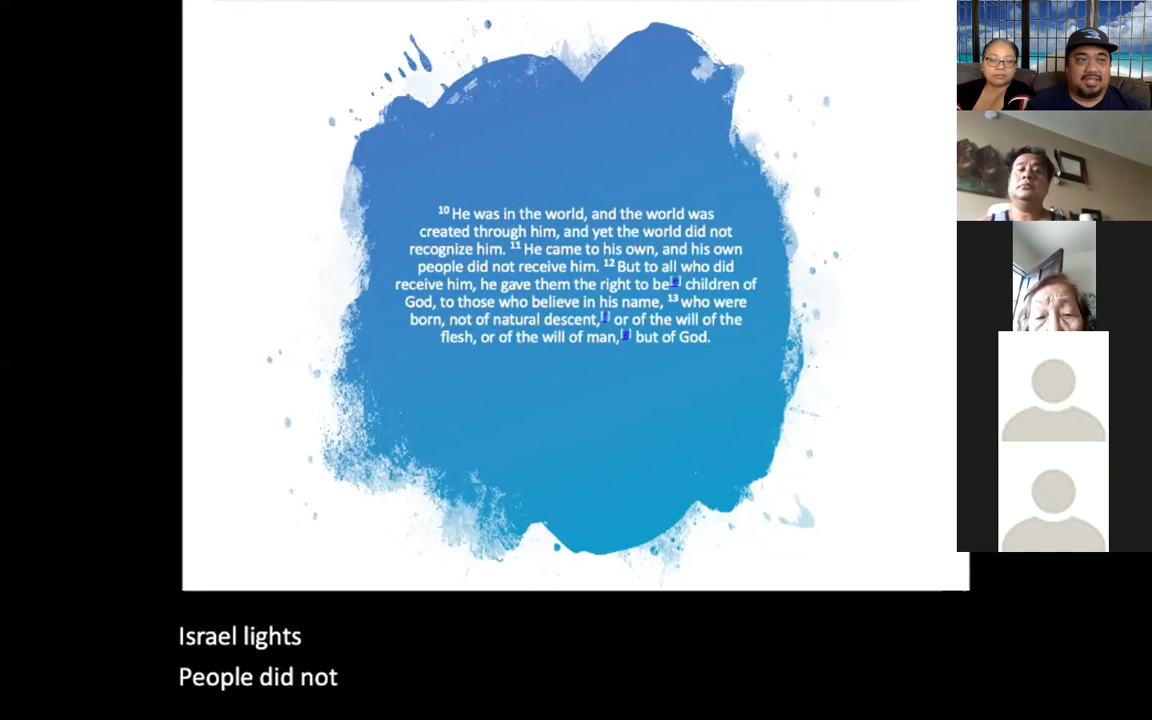 10 He was in the world, and the world was
created through him, and yet the world did not
recognize him. 11 He came to his own, and his own
people did not receive him. 12 But to all who did
receive him, he gave them the right to be[e] children of
God, to those who believe in his name, 13 who were
born, not of natural descent,[f] or of the will of the
flesh, or of the will of man,[g] but of God.
Israel lights
People did not